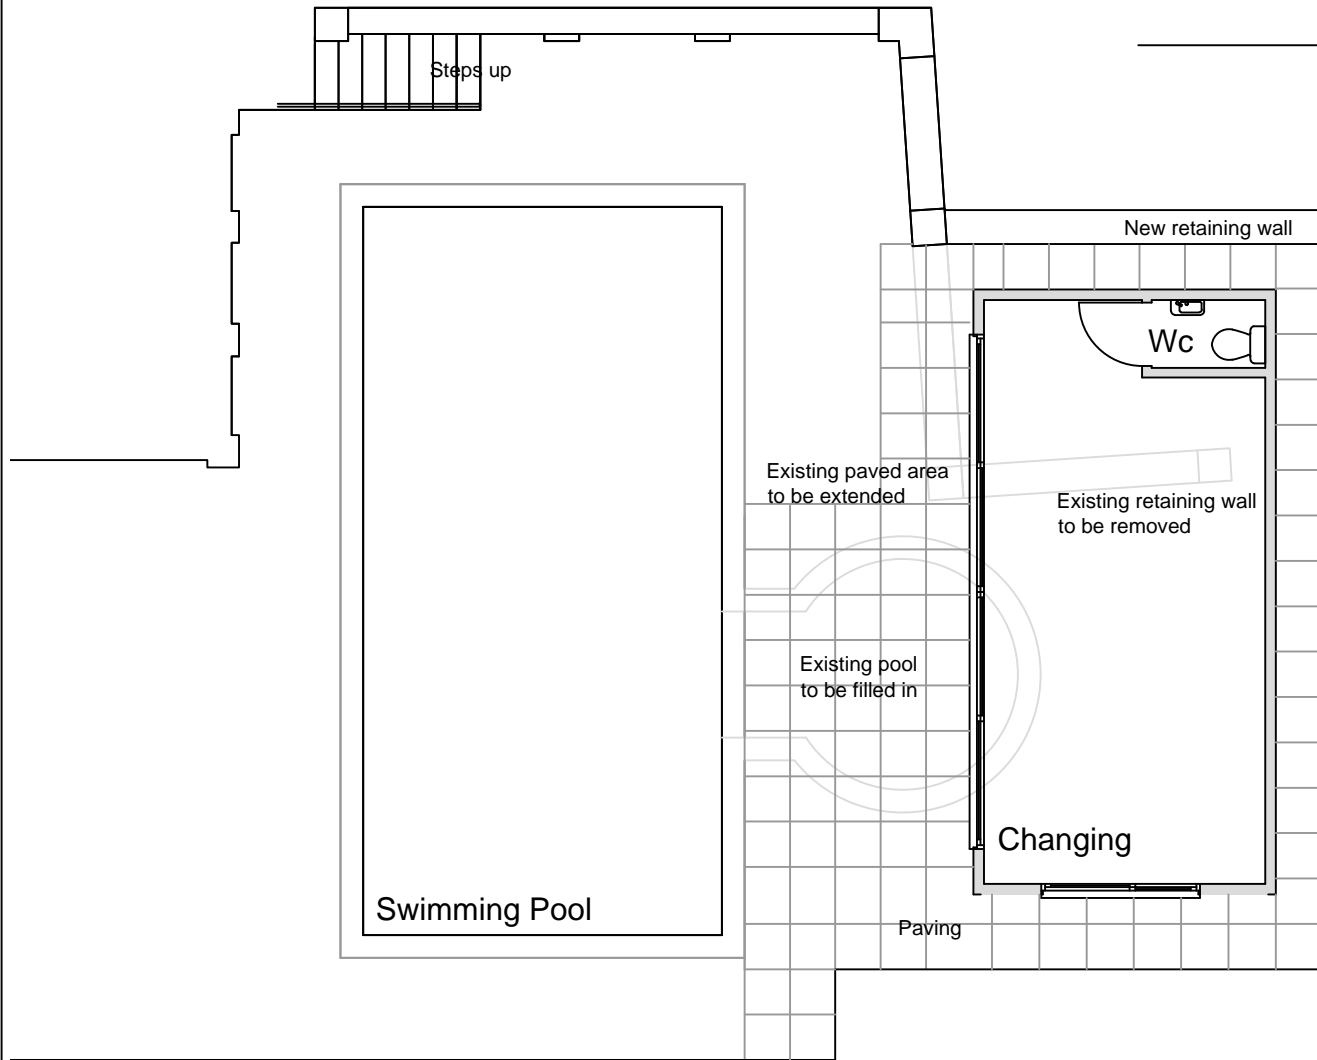 Steps up
New retaining wall
Wc
Existing paved area
to be extended
Existing retaining wall
to be removed
Existing pool
to be filled in
Changing
Swimming Pool
Paving